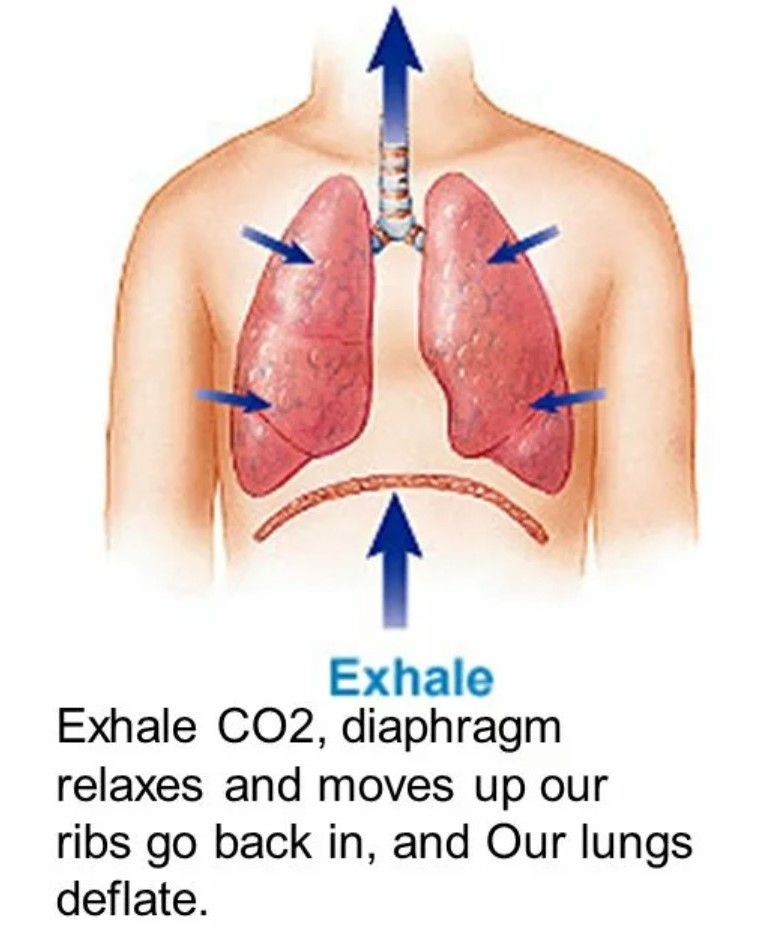 Exhale
Exhale CO2, diaphragm
relaxes and moves up our
ribs go back in, and Our lungs
deflate.